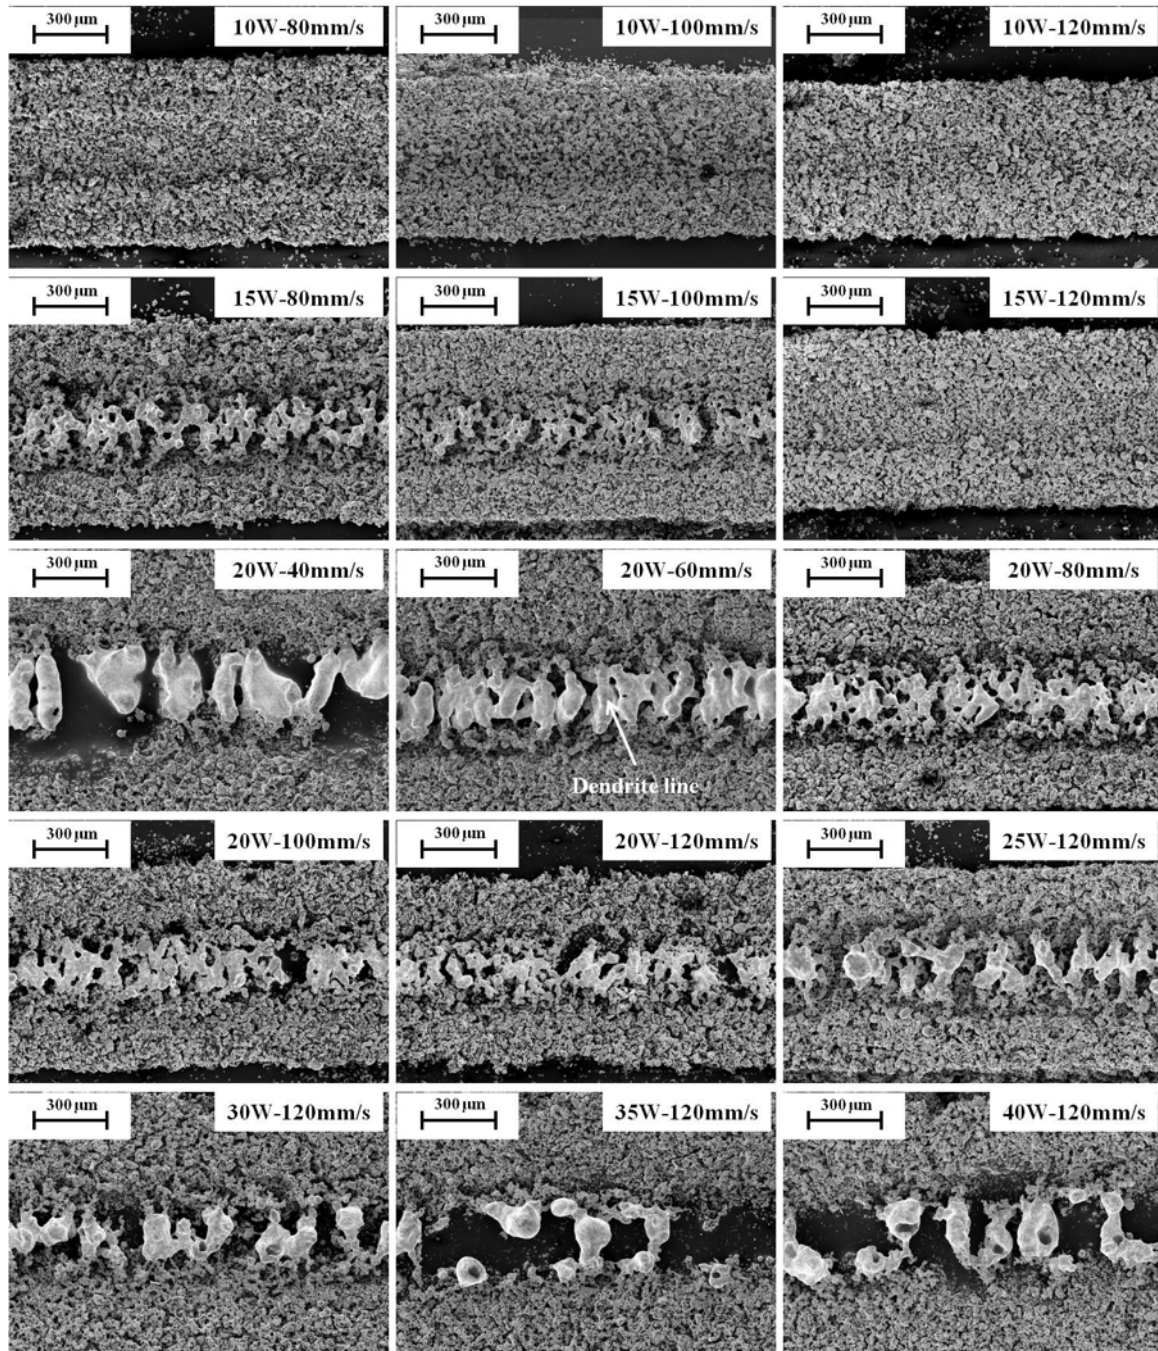 300 µm 10W-80mm/s
300 µm 10W-100mm/s
300 µm 10W-120mm/s
300 µm 15W-80mm/s
300 µm 15W-100mm/s
300 µm 15W-120mm/s
300 µm 20W-40mm/s
300 µm 20W-60mm/s
Dendrite line
300 µm 20W-80mm/s
300 µm 20W-100mm/s
300 µm 20W-120mm/s
300 µm 25W-120mm/s
300 µm 30W-120mm/s
300 µm 35W-120mm/s
300 µm 40W-120mm/s